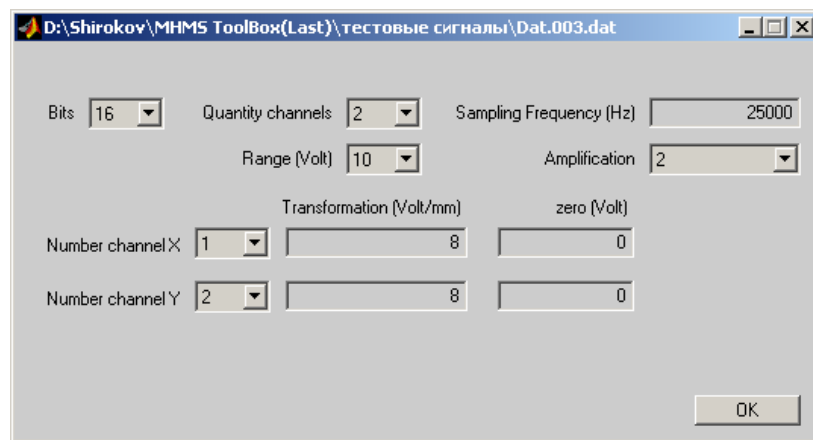 D:\Shirokov\MHMS ToolBox(Last)\тестовые сигналы\Dat.003.dat
Bits 16 Quantity channels 2 Sampling Frequency (Hz) 25000
Range (Volt) 10 Amplification 2
Transformation (Volt/mm) zero (Volt)
Number channel X 1 8 0
Number channel Y 2 8 0
OK